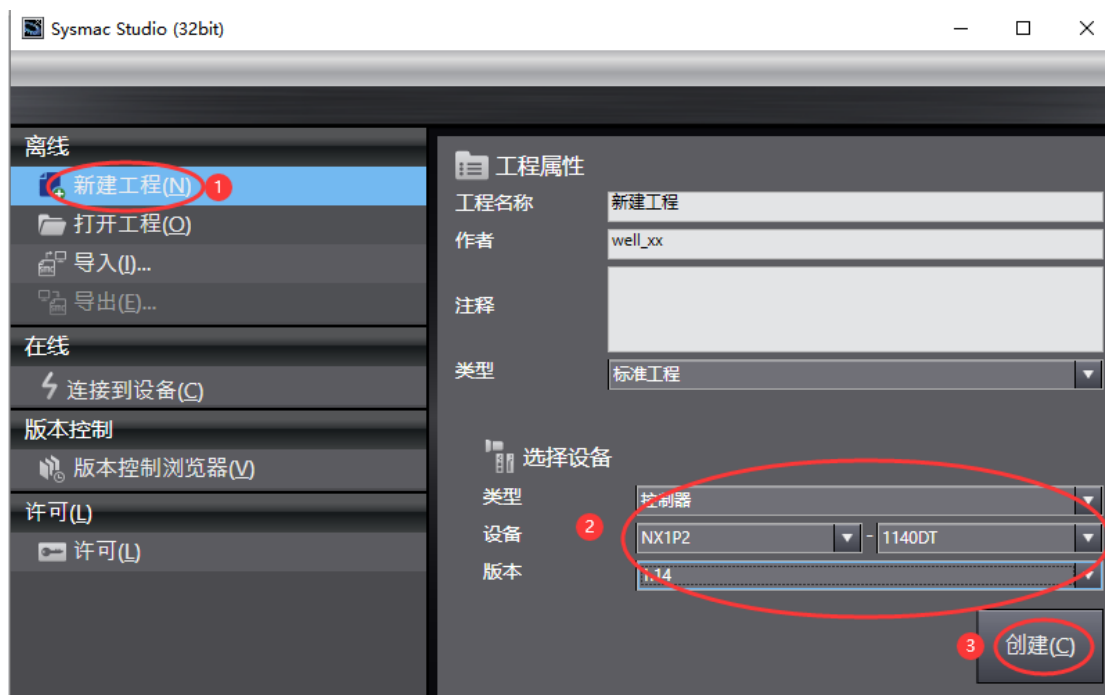 Sysmac Studio (32bit)
离线
新建工程(N) 1
打开工程(O)
导入(I)...
导出(E)...
在线
连接到设备(C)
版本控制
版本控制浏览器(V)
许可(L)
许可(L)
工程属性
工程名称 新建工程
作者 well_xx
注释
类型 标准工程
选择设备
类型 控制器
设备 2 NX1P2 - 1140DT
版本 1.14
3 创建(C)